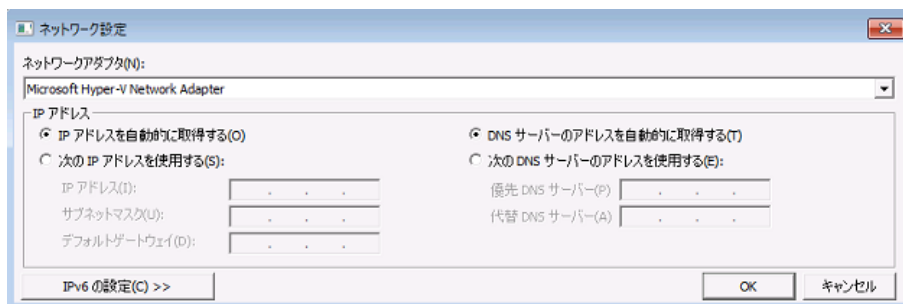 ネットワーク設定
ネットワークアダプタ(N):
Microsoft Hyper-V Network Adapter
IP アドレス
IP アドレスを自動的に取得する(O)
次の IP アドレスを使用する(S):
IP アドレス(I):
サブネットマスク(U):
デフォルトゲートウェイ(D):
DNS サーバーのアドレスを自動的に取得する(T)
次の DNS サーバーのアドレスを使用する(E):
優先 DNS サーバー(P)
代替 DNS サーバー(A)
IPv6 の設定(C) >>
OK
キャンセル